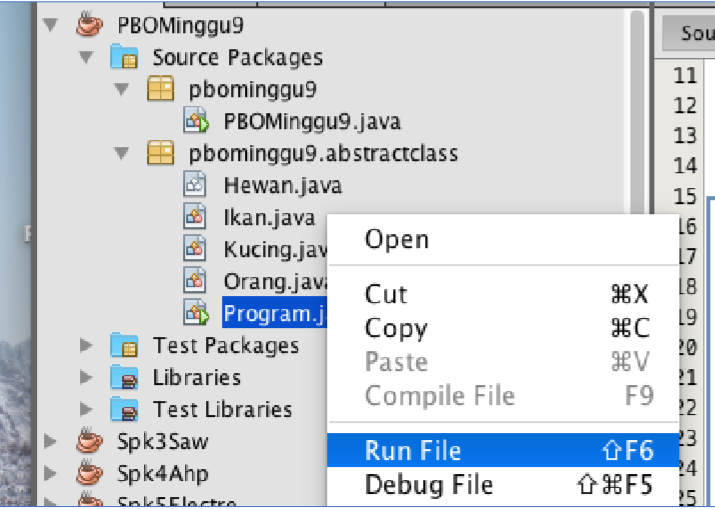 PBOMinggu9
Sou
Source Packages
11
pbominggu9
12
PBOMinggu9.java
13
pbominggu9.abstractclass
14
Hewan.java
15
Ikan.java
16
Open
Kucing.jav
17
Orang.java
18
Cut ⌘X
Program.j
19
Copy ⌘C
Test Packages
20
Paste ⌘V
Libraries
21
Compile File F9
Test Libraries
22
Spk3Saw
23
Run File ⇧F6
Spk4Ahp
24
Debug File ⇧⌘F5
Spk5Electre
25